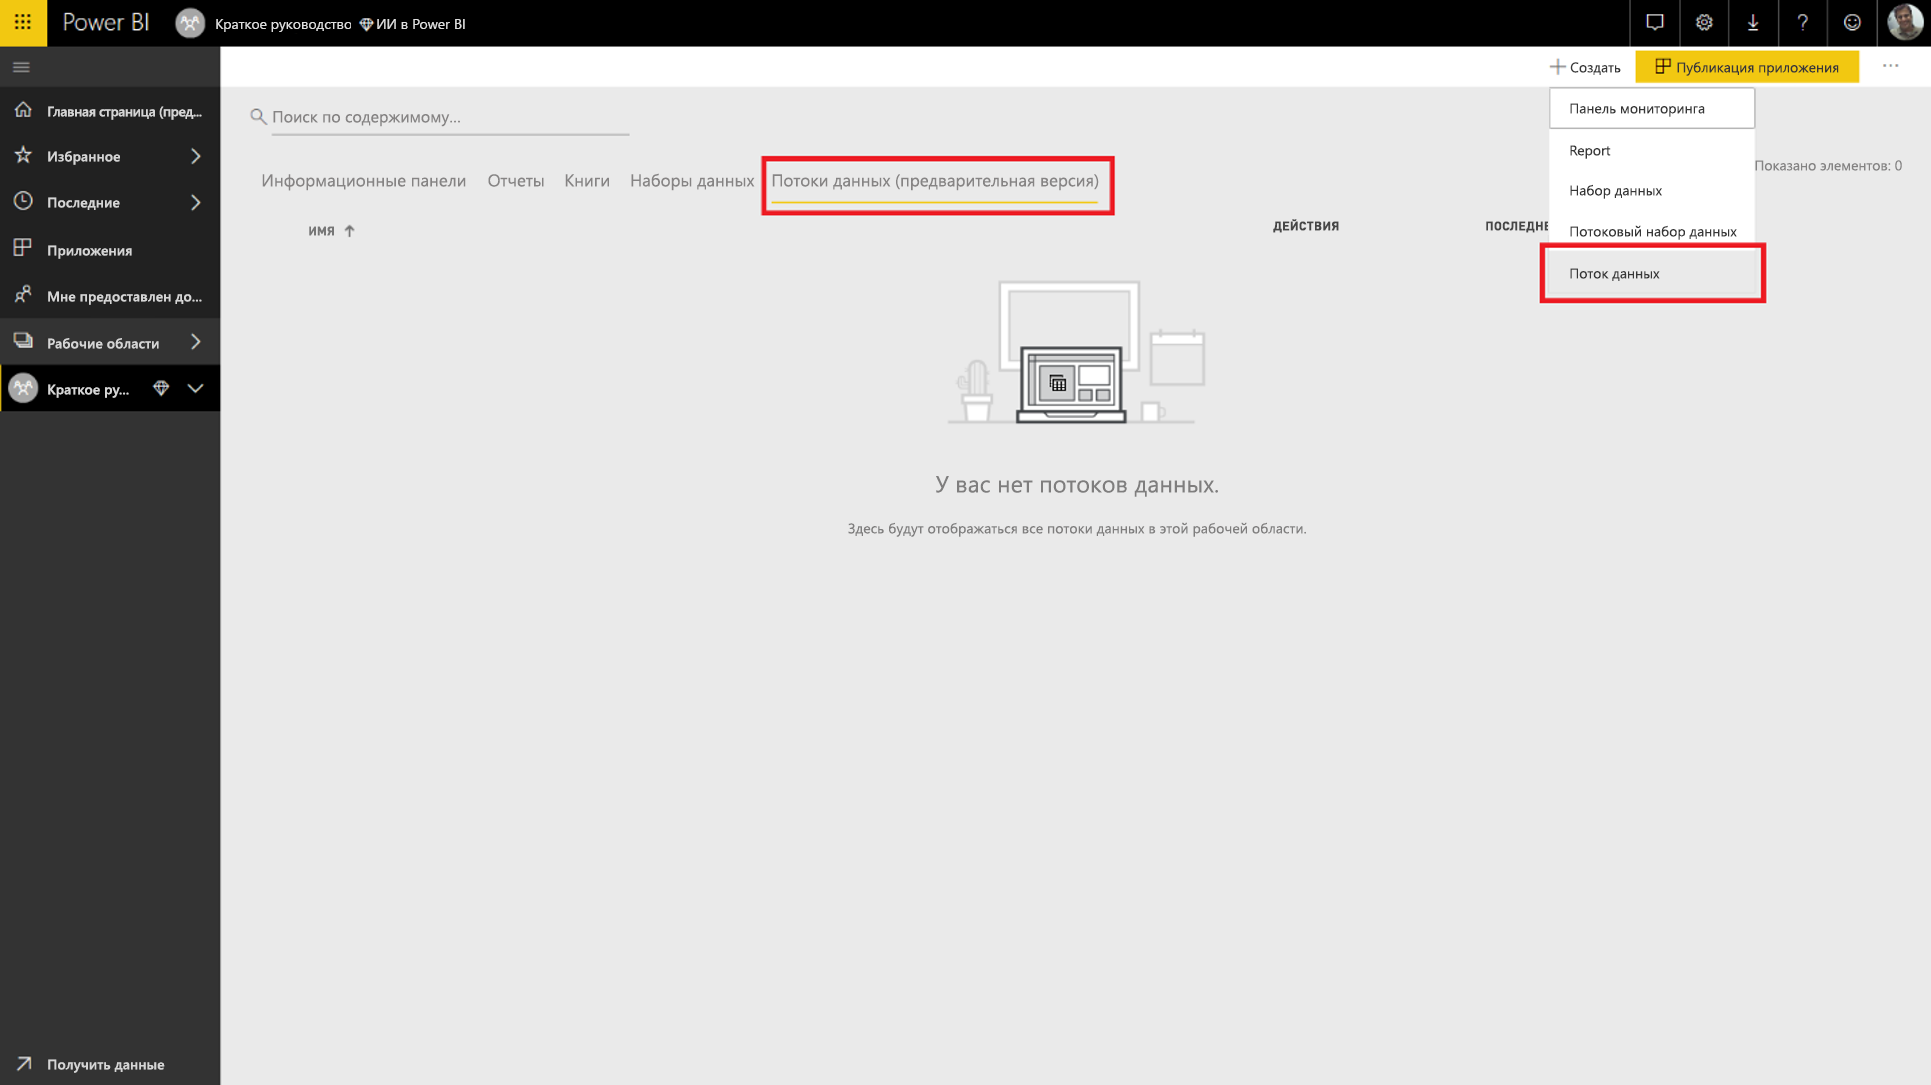 Power BI
Краткое руководство ИИ в Power BI
Создать
Публикация приложения
Главная страница (пред...
Избранное
Последние
Приложения
Мне предоставлен до...
Рабочие области
Краткое ру...
Получить данные
Поиск по содержимому...
Показано элементов: 0
Информационные панели Отчеты Книги Наборы данных Потоки данных (предварительная версия)
ИМЯ ДЕЙСТВИЯ ПОСЛЕДНЕ
Панель мониторинга
Report
Набор данных
Потоковый набор данных
Поток данных
У вас нет потоков данных.
Здесь будут отображаться все потоки данных в этой рабочей области.